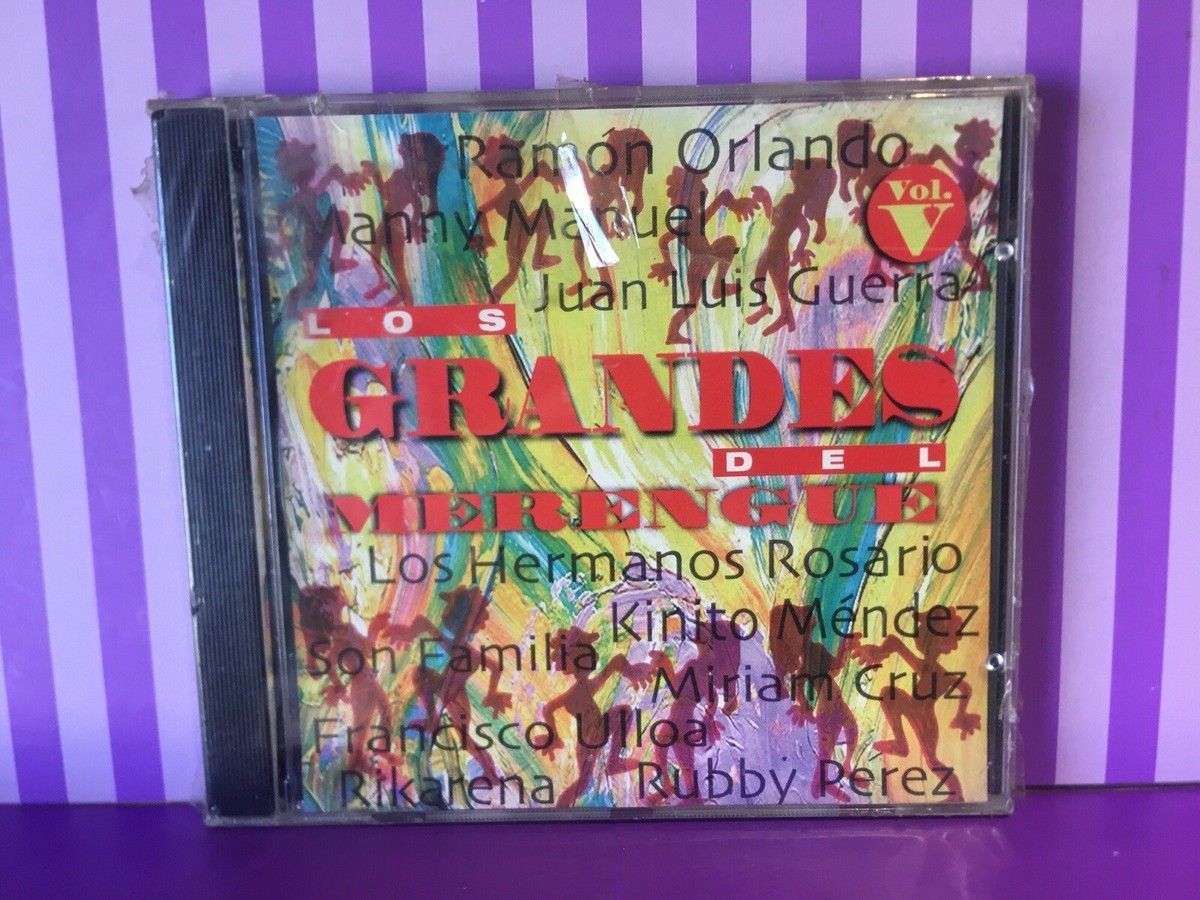 Ramón Orlando
Vol.
V
Manny Manuel
Juan Luis Guerra
LOS
GRANDES
DEL
MERENGUE
Los Hermanos Rosario
Kinito Méndez
Son Familia
Miriam Cruz
Francisco Ulloa
Rikarena
Rubby Pérez